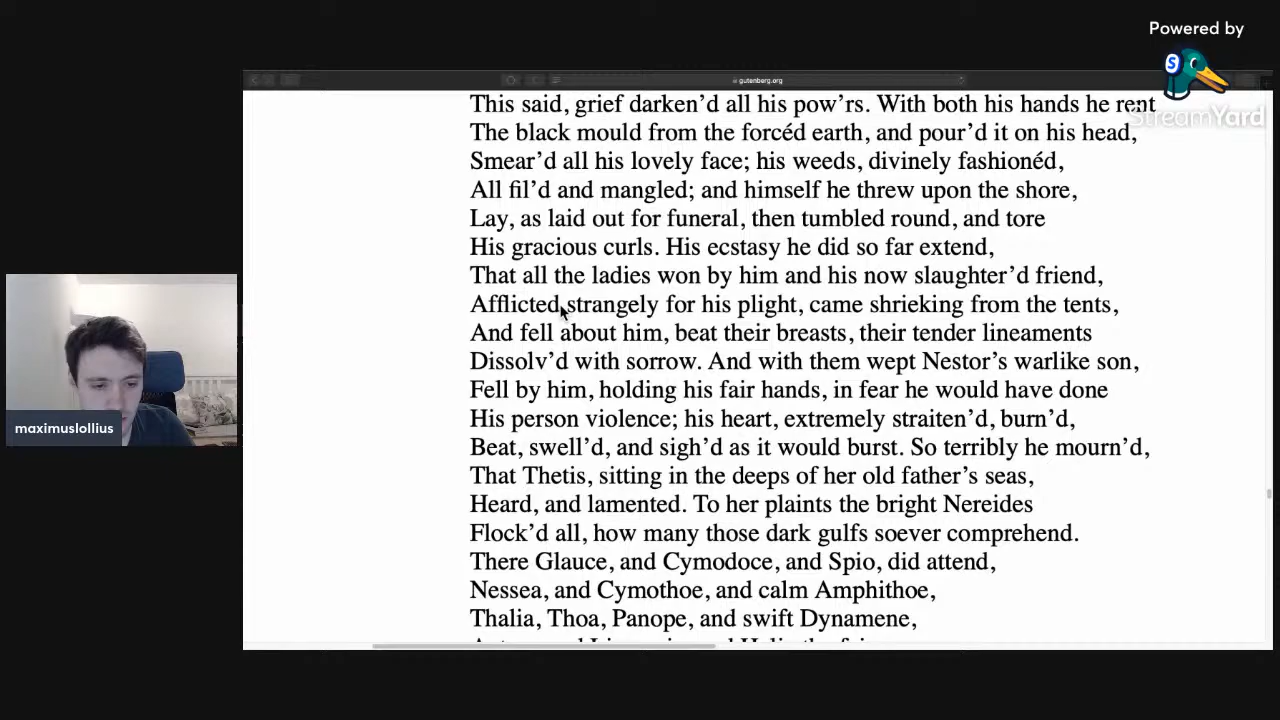 Powered by
StreamYard
gutenberg.org
This said, grief darken’d all his pow’rs. With both his hands he rent
The black mould from the forcéd earth, and pour’d it on his head,
Smear’d all his lovely face; his weeds, divinely fashionéd,
All fil’d and mangled; and himself he threw upon the shore,
Lay, as laid out for funeral, then tumbled round, and tore
His gracious curls. His ecstasy he did so far extend,
That all the ladies won by him and his now slaughter’d friend,
Afflicted strangely for his plight, came shrieking from the tents,
And fell about him, beat their breasts, their tender lineaments
Dissolv’d with sorrow. And with them wept Nestor’s warlike son,
Fell by him, holding his fair hands, in fear he would have done
His person violence; his heart, extremely straiten’d, burn’d,
Beat, swell’d, and sigh’d as it would burst. So terribly he mourn’d,
That Thetis, sitting in the deeps of her old father’s seas,
Heard, and lamented. To her plaints the bright Nereides
Flock’d all, how many those dark gulfs soever comprehend.
There Glauce, and Cymodoce, and Spio, did attend,
Nessea, and Cymothoe, and calm Amphithoe,
Thalia, Thoa, Panope, and swift Dynamene,
maximuslollius